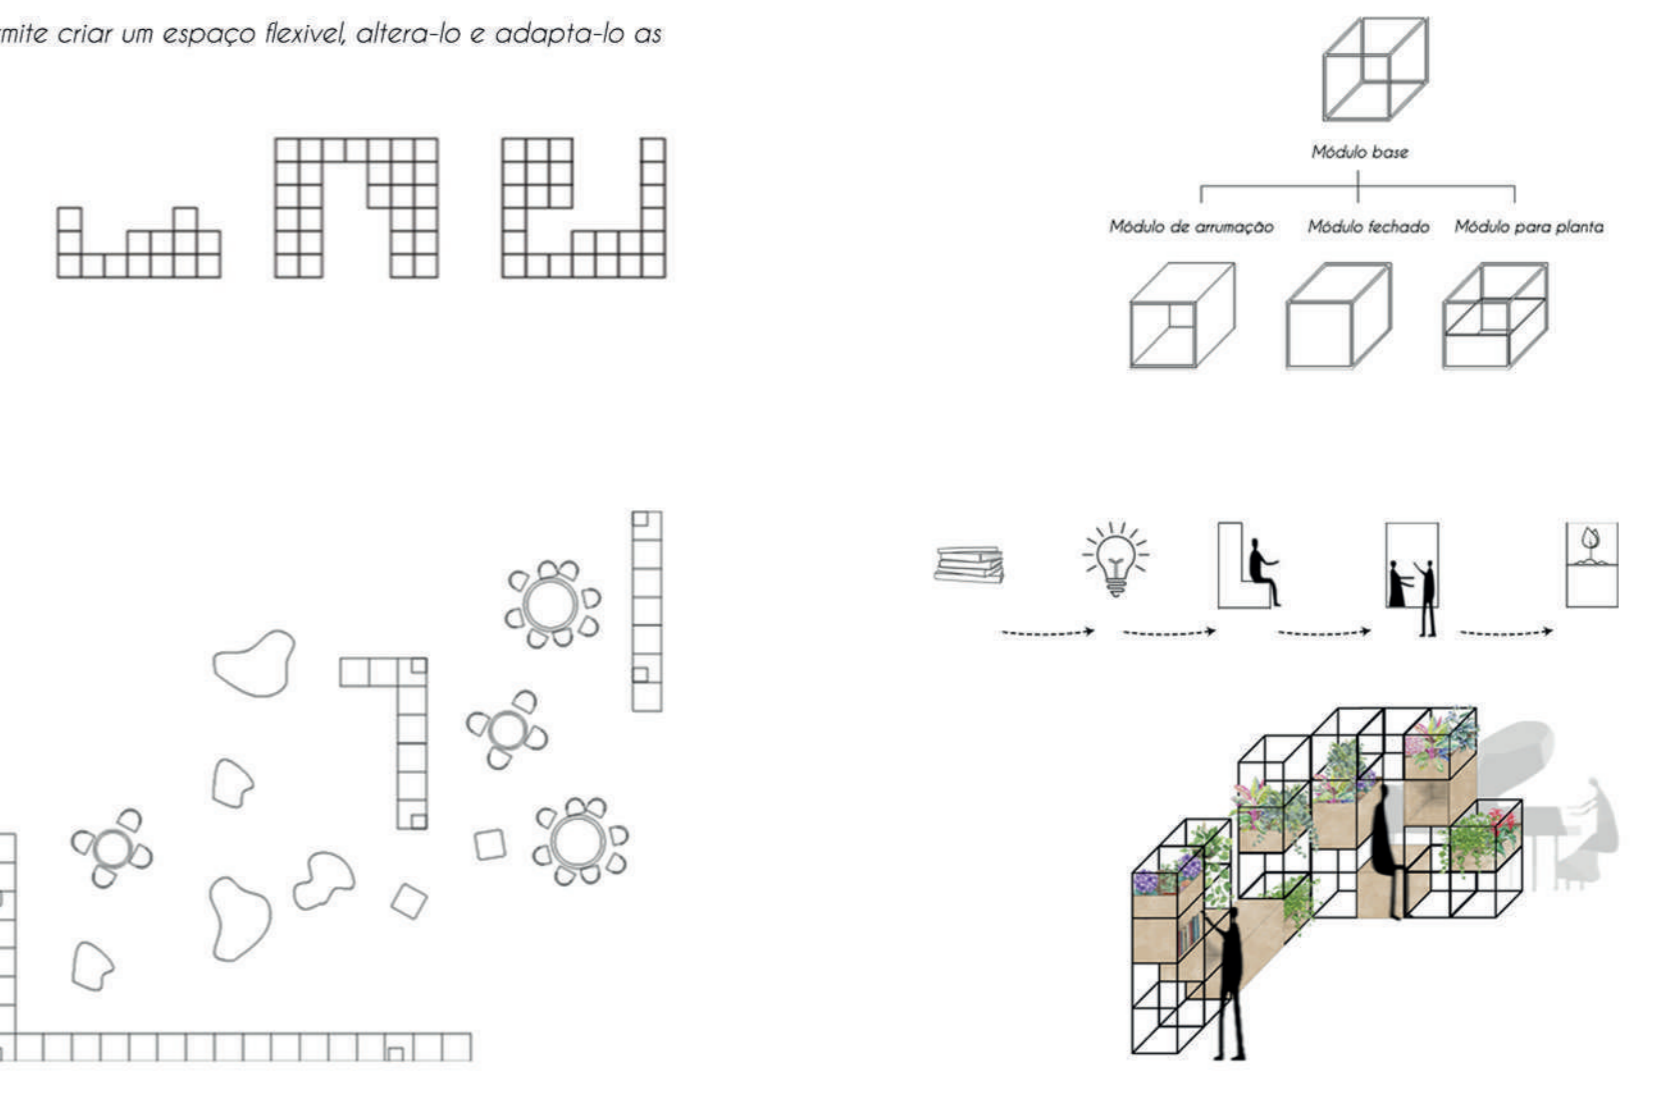 mite criar um espaço flexivel, altera-lo e adapta-lo as
Módulo base
Módulo de arrumação Módulo fechado Módulo para planta